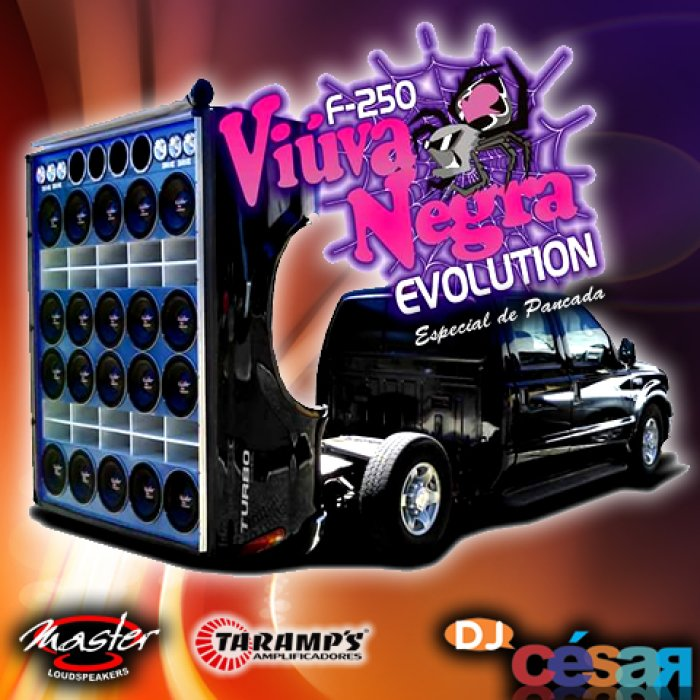 F-250
Viúva
Negra
EVOLUTION
Especial de Pancada
TURBO
Master
LOUDSPEAKERS
TARAMP'S
AMPLIFICADORES
DJ
césar